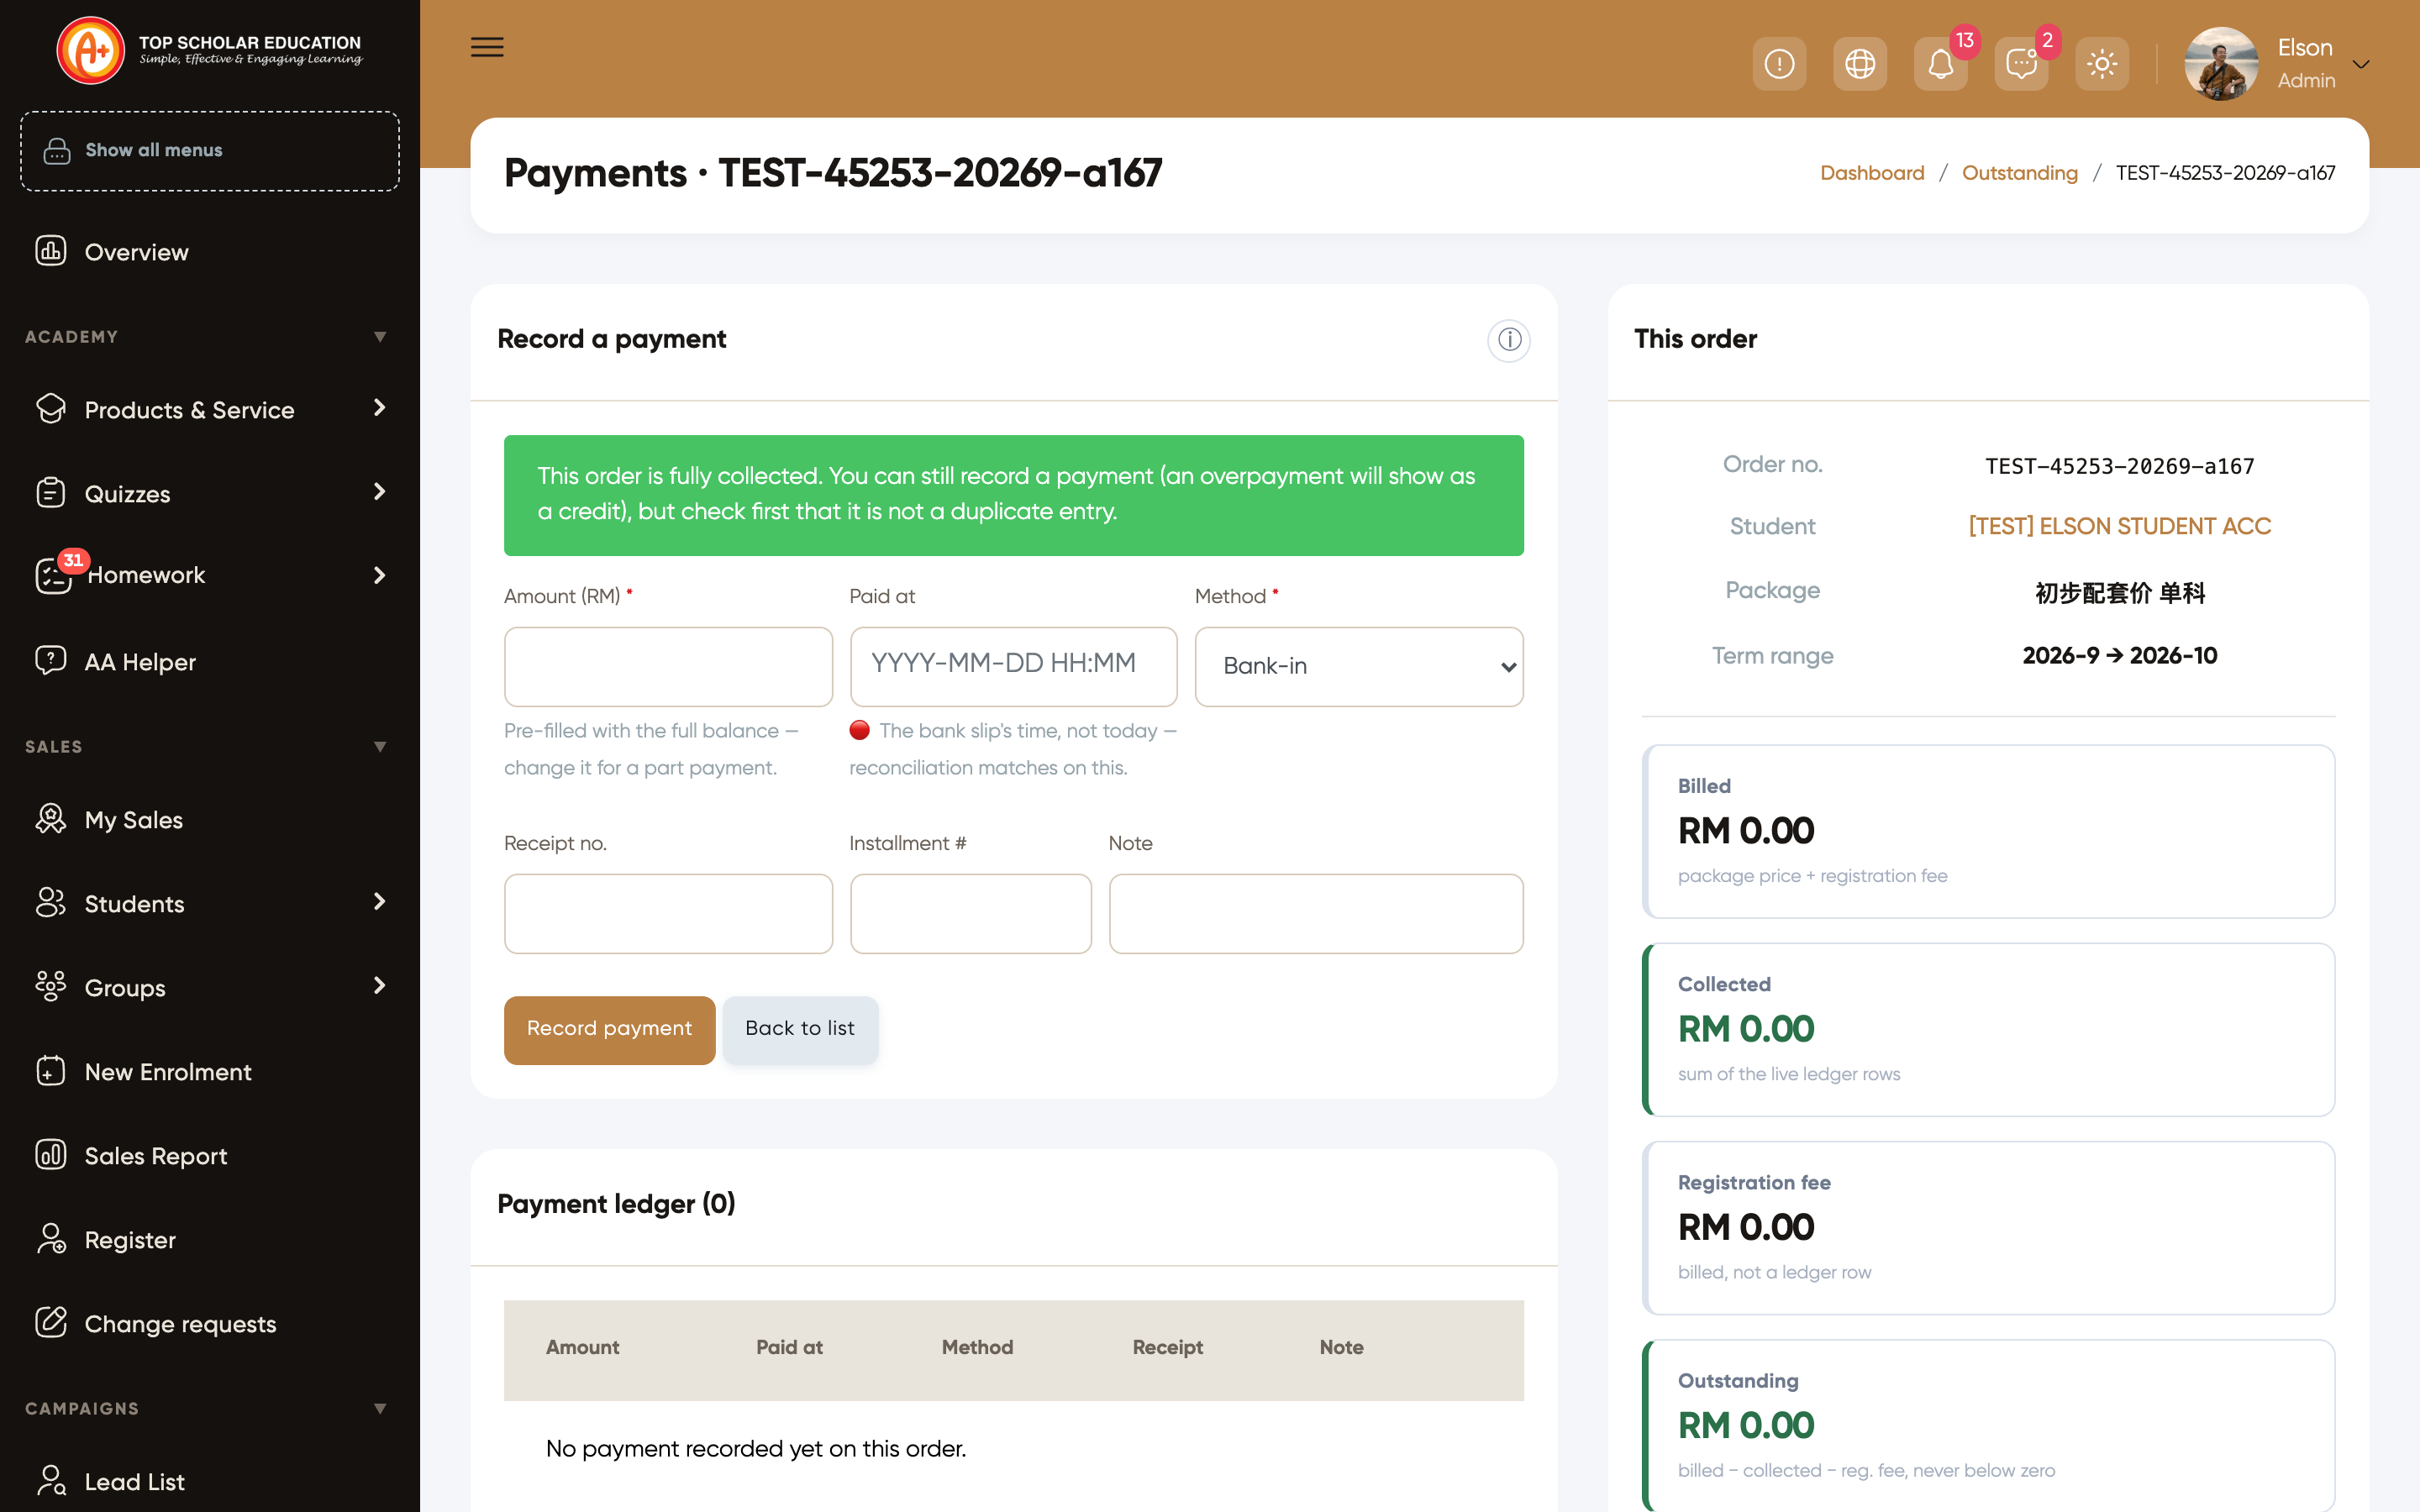 TOP SCHOLAR EDUCATION
Simple, Effective & Engaging Learning
Show all menus
Overview
ACADEMY
Products & Service
Quizzes
31
Homework
AA Helper
SALES
My Sales
Students
Groups
New Enrolment
Sales Report
Register
Change requests
CAMPAIGNS
Lead List
13
2
Elson
Admin
Payments · TEST-45253-20269-a167
Dashboard / Outstanding / TEST-45253-20269-a167
Record a payment
This order is fully collected. You can still record a payment (an overpayment will show as
a credit), but check first that it is not a duplicate entry.
Amount (RM) *
Paid at
Method *
YYYY-MM-DD HH:MM
Bank-in
Pre-filled with the full balance —
change it for a part payment.
The bank slip's time, not today —
reconciliation matches on this.
Receipt no.
Installment #
Note
Record payment
Back to list
Payment ledger (0)
Amount Paid at Method Receipt Note
No payment recorded yet on this order.
This order
Order no. TEST-45253-20269-a167
Student [TEST] ELSON STUDENT ACC
Package 初步配套价 单科
Term range 2026-9 → 2026-10
Billed
RM 0.00
package price + registration fee
Collected
RM 0.00
sum of the live ledger rows
Registration fee
RM 0.00
billed, not a ledger row
Outstanding
RM 0.00
billed − collected − reg. fee, never below zero